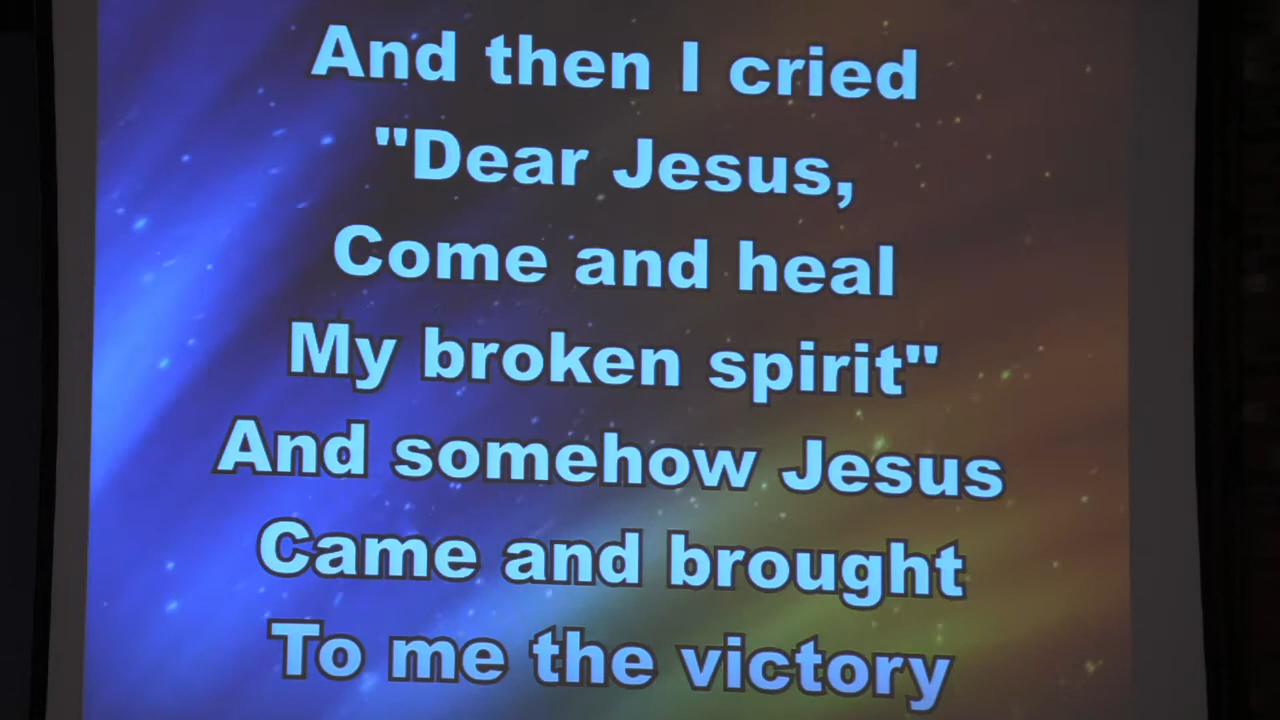 And then I cried
"Dear Jesus,
Come and heal
My broken spirit"
And somehow Jesus
Came and brought
To me the victory